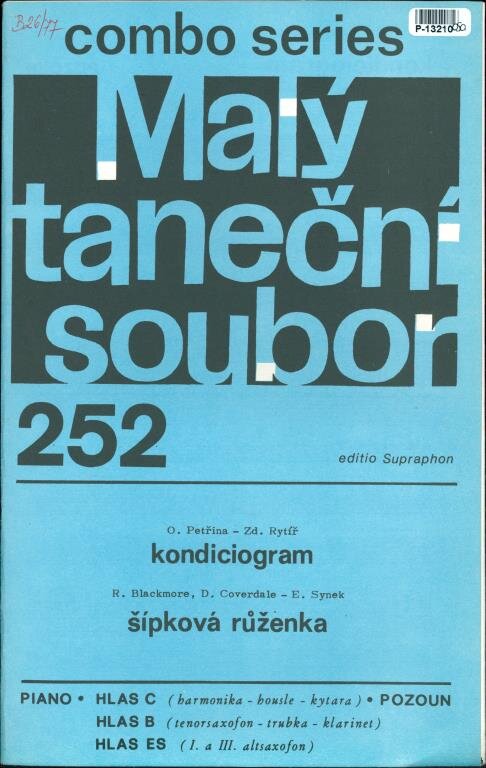 B26/77
P-13210
combo series
Malý
taneční
soubor
252
editio Supraphon
O. Petřina - Zd. Rytíř
kondiciogram
R. Blackmore, D. Coverdale - E. Synek
šípková růženka
PIANO • HLAS C (harmonika - housle - kytara) • POZOUN
HLAS B (tenorsaxofon - trubka - klarinet)
HLAS ES (I. a III. altsaxofon)